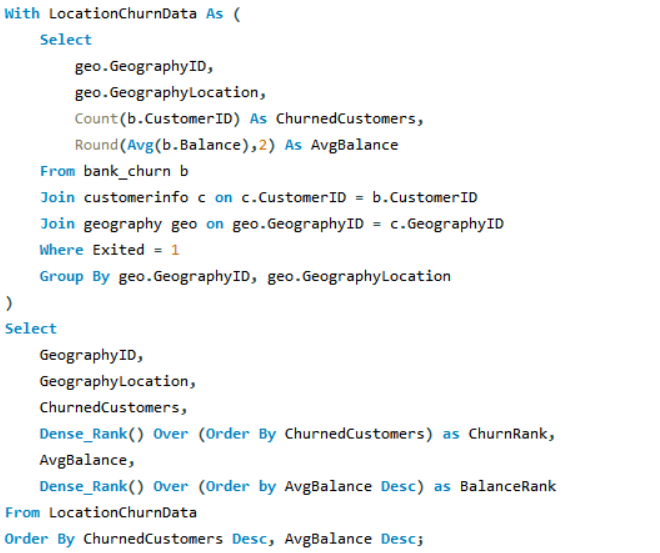 With LocationChurnData As (
    Select
        geo.GeographyID,
        geo.GeographyLocation,
        Count(b.CustomerID) As ChurnedCustomers,
        Round(Avg(b.Balance),2) As AvgBalance
    From bank_churn b
    Join customerinfo c on c.CustomerID = b.CustomerID
    Join geography geo on geo.GeographyID = c.GeographyID
    Where Exited = 1
    Group By geo.GeographyID, geo.GeographyLocation
)
Select
    GeographyID,
    GeographyLocation,
    ChurnedCustomers,
    Dense_Rank() Over (Order By ChurnedCustomers) as ChurnRank,
    AvgBalance,
    Dense_Rank() Over (Order by AvgBalance Desc) as BalanceRank
From LocationChurnData
Order By ChurnedCustomers Desc, AvgBalance Desc;